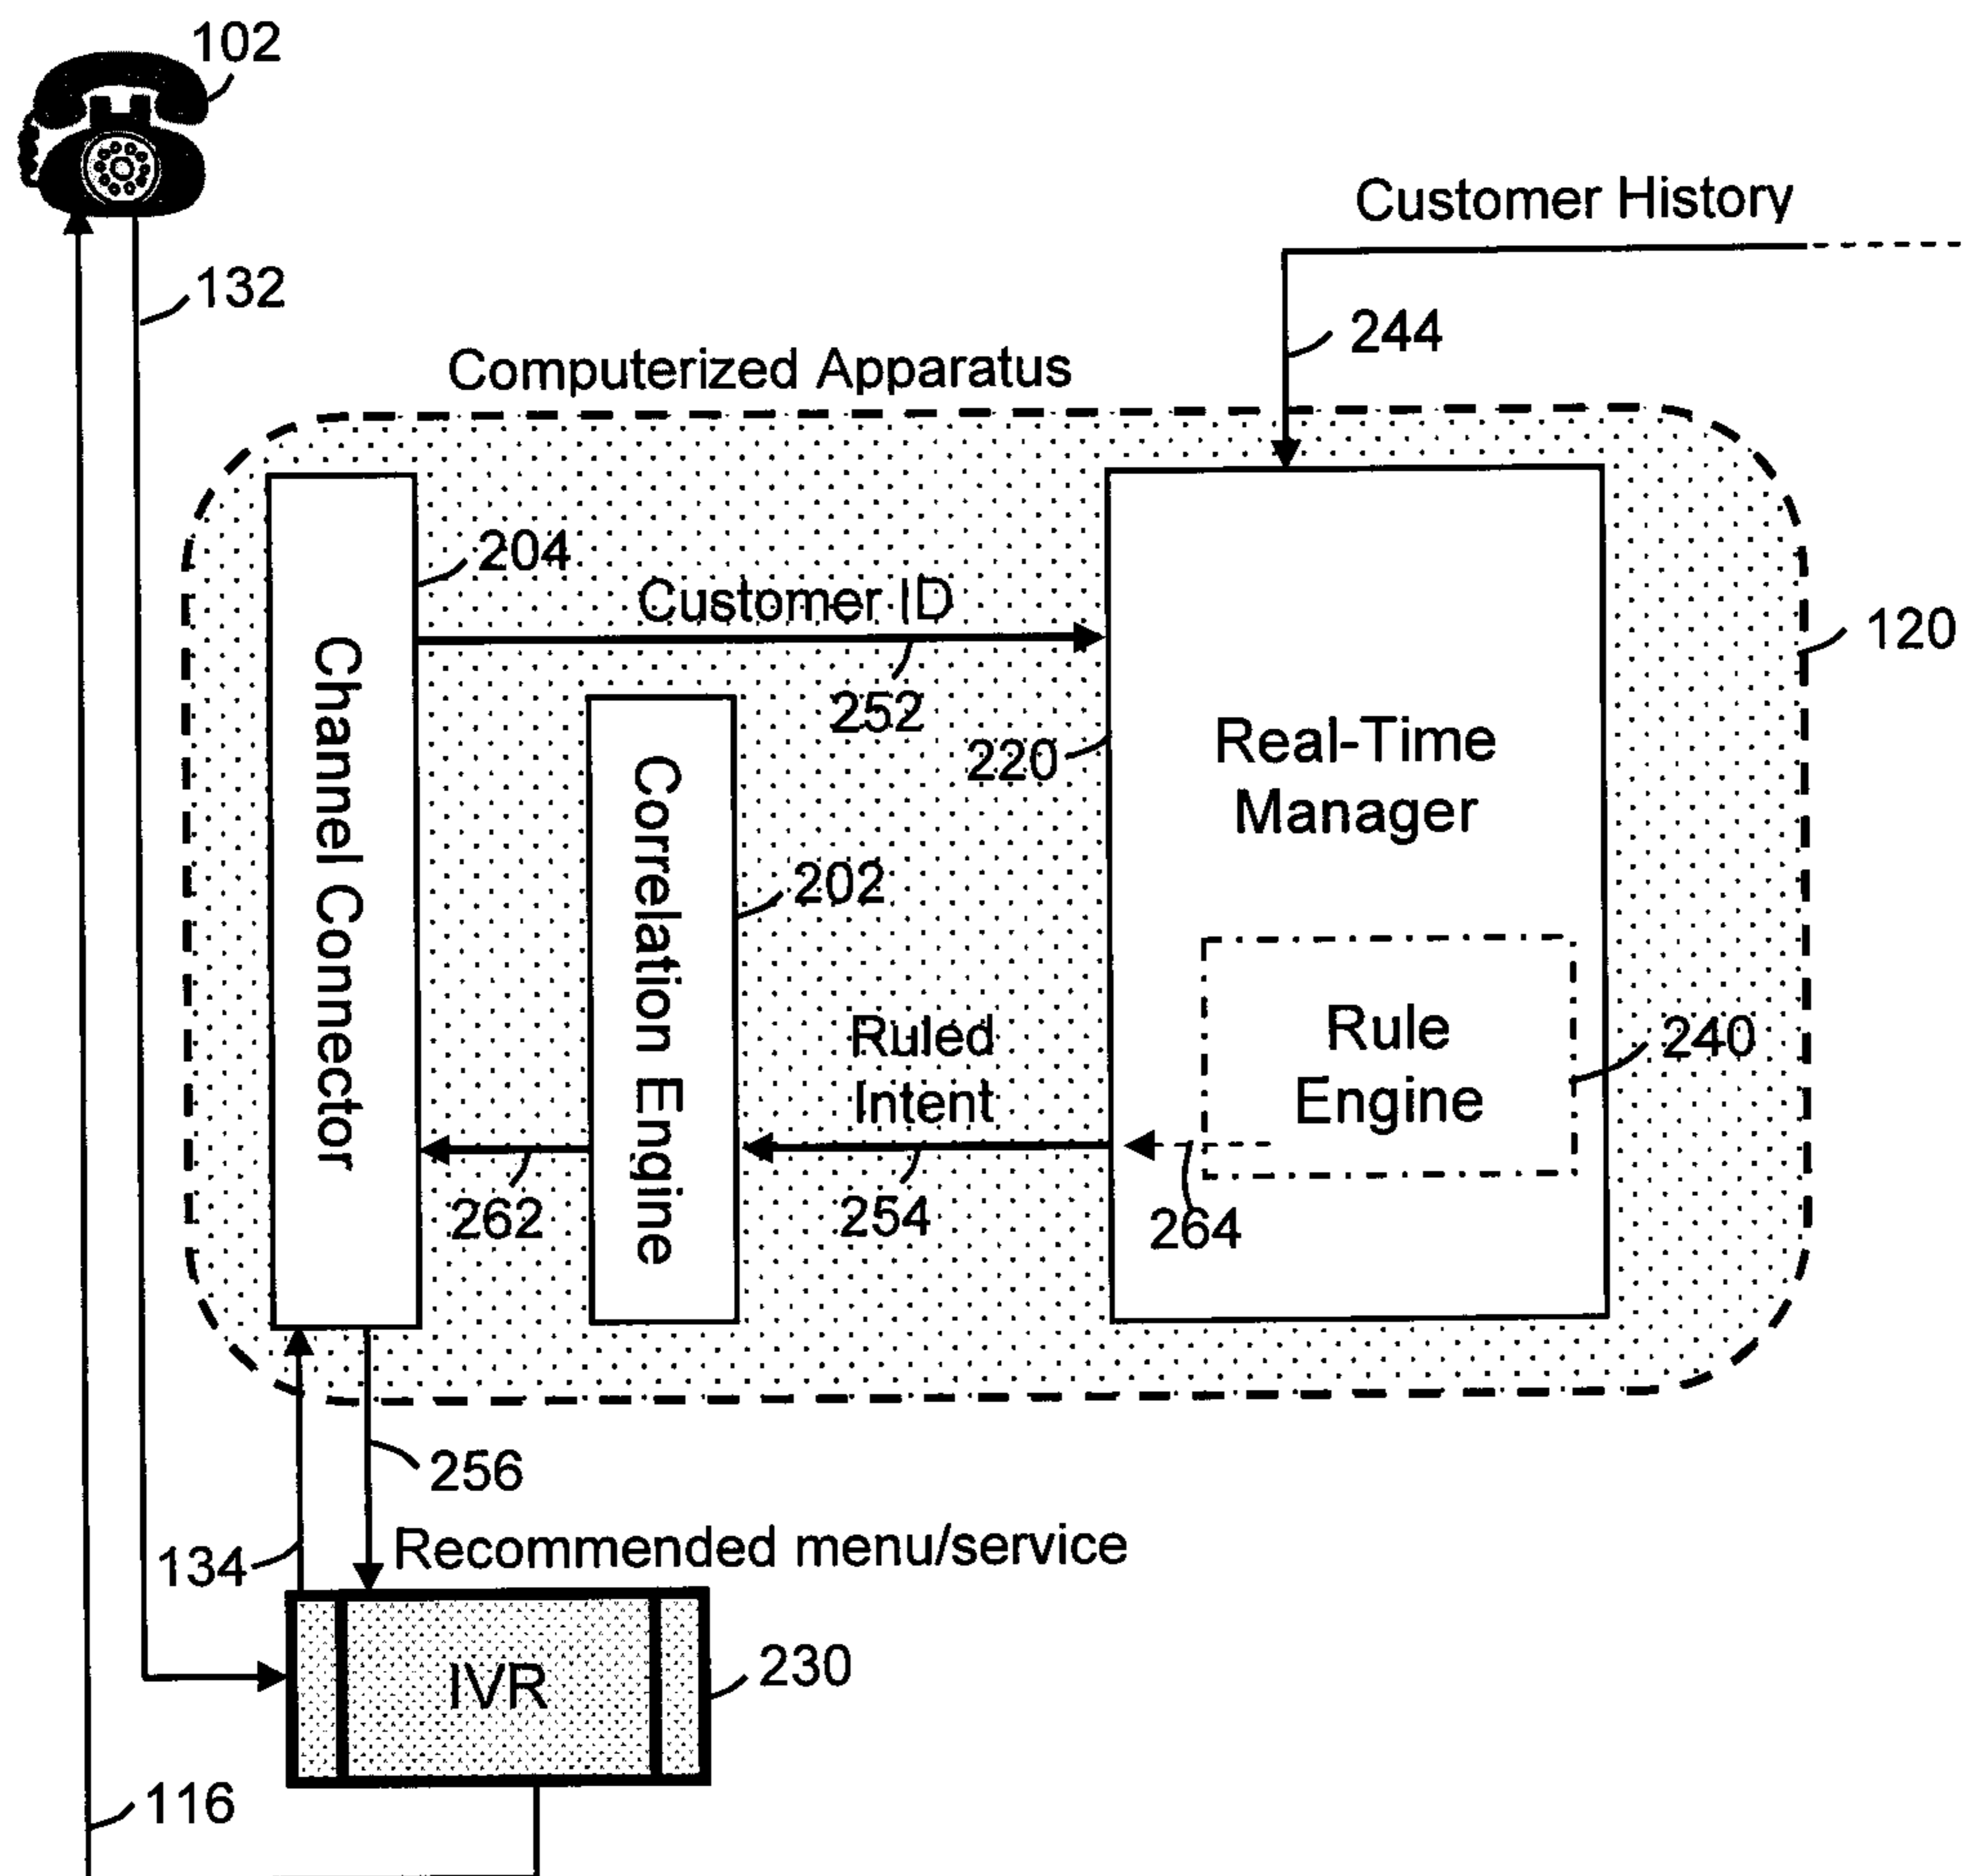 102
Customer History
132
244
Computerized Apparatus
204
Customer ID
120
252
220
Real-Time
Manager
Channel Connector
Correlation Engine
202
Ruled
Intent
Rule
Engine
240
262
254
264
256
134
Recommended menu/service
IVR
230
116